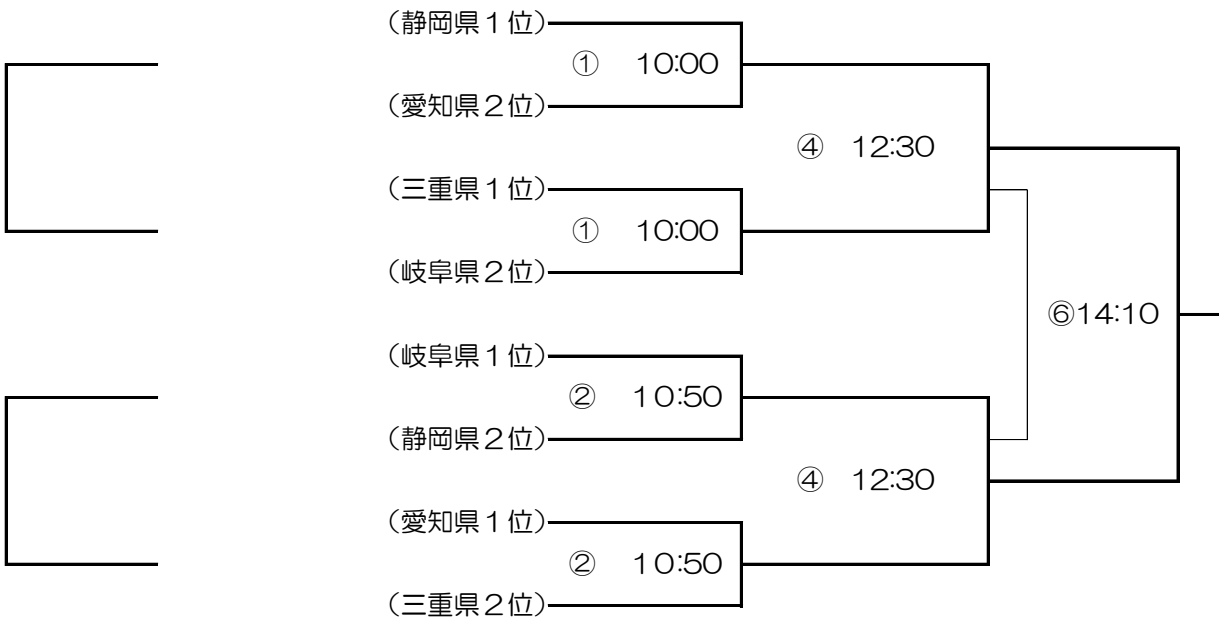 （静岡県１位）
①　10:00
（愛知県２位）
④　12:30
（三重県１位）
①　10:00
（岐阜県２位）
⑥14:10
（岐阜県１位）
②　10:50
（静岡県２位）
④　12:30
（愛知県１位）
②　10:50
（三重県２位）